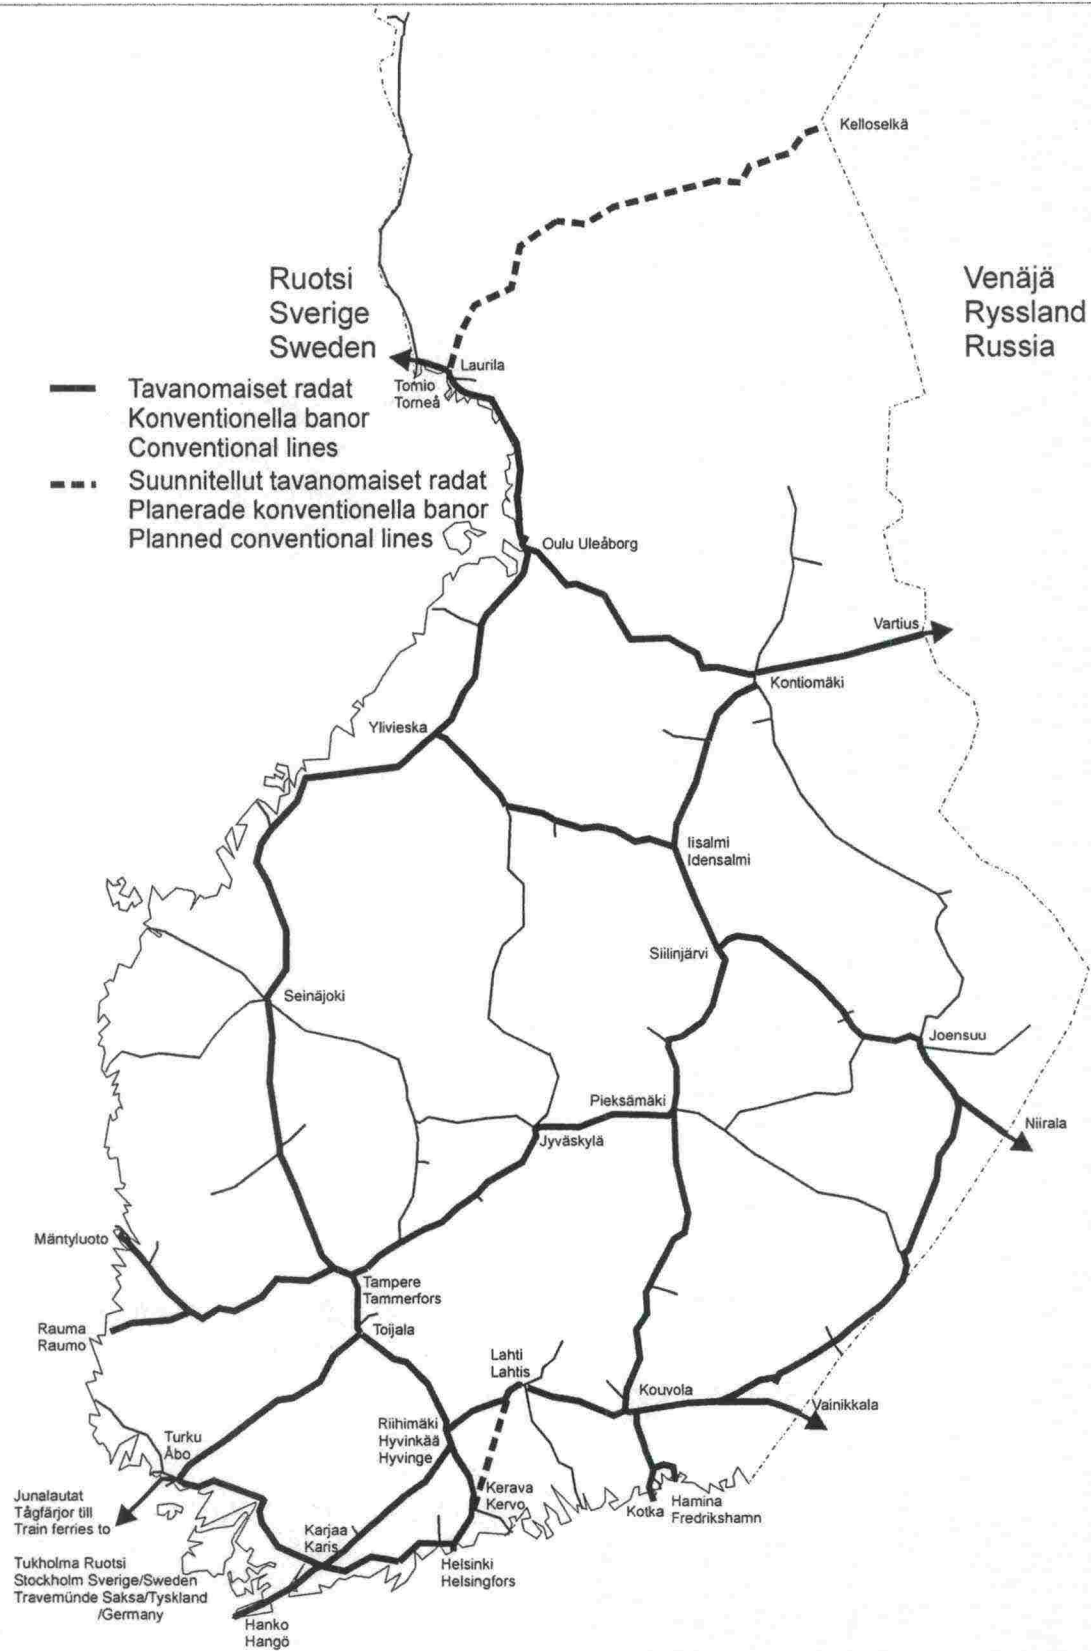 Kelloselkä
Ruotsi
Sverige
Sweden
Venäjä
Ryssland
Russia
Laurila
Tornio
Torneå
Tavanomaiset radat
Konventionella banor
Conventional lines
Suunnitellut tavanomaiset radat
Planerade konventionella banor
Planned conventional lines
Oulu Uleåborg
Vartius
Kontiomäki
Ylivieska
Iisalmi
Idensalmi
Siilinjärvi
Seinäjoki
Joensuu
Pieksämäki
Niirala
Jyväskylä
Mäntyluoto
Tampere
Tammerfors
Rauma
Raumo
Toijala
Lahti
Lahtis
Kouvola
Vainikkala
Riihimäki
Hyvinkää
Hyvinge
Turku
Åbo
Kerava
Kervo
Kotka
Hamina
Fredrikshamn
Junalautat
Tågfärjor till
Train ferries to
Karjaa
Karis
Helsinki
Helsingfors
Tukholma Ruotsi
Stockholm Sverige/Sweden
Travemünde Saksa/Tyskland
/Germany
Hanko
Hangö